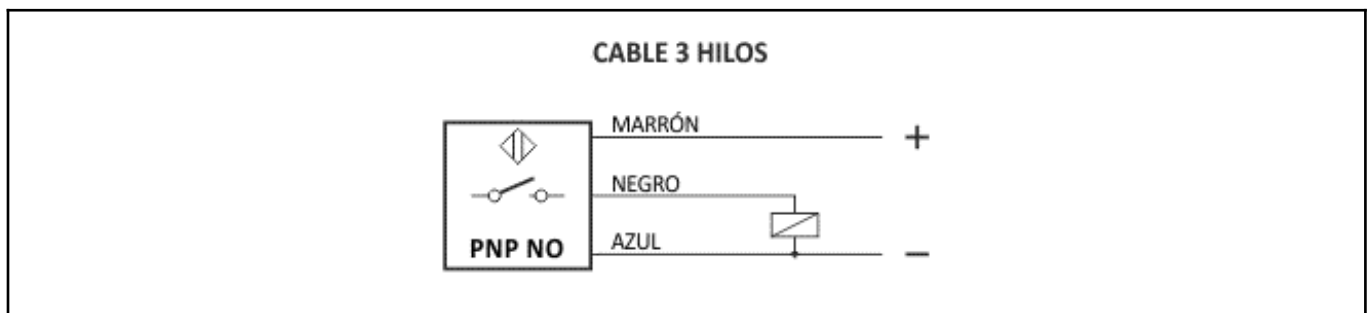 CABLE 3 HILOS
MARRÓN +
NEGRO
PNP NO
AZUL −